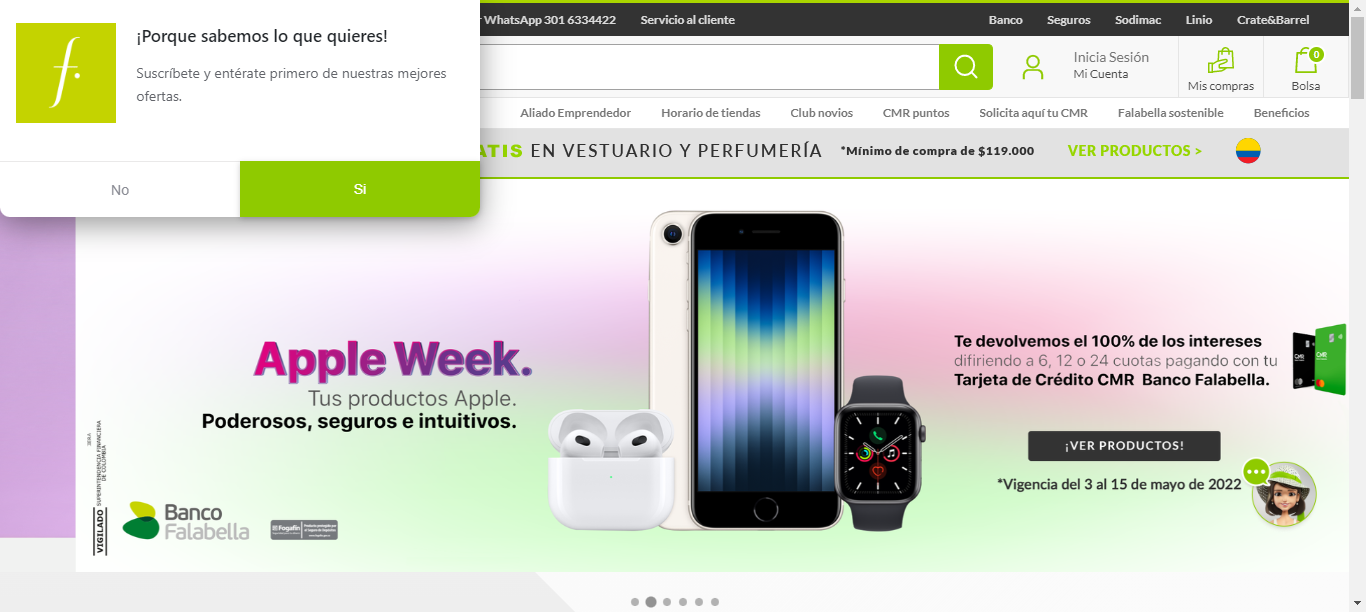 ¡Porque sabemos lo que quieres!
Suscríbete y entérate primero de nuestras mejores
ofertas.
No
Si
WhatsApp 301 6334422
Servicio al cliente
Banco
Seguros
Sodimac
Linio
Crate&Barrel
Inicia Sesión
Mi Cuenta
Mis compras
0
Bolsa
Aliado Emprendedor
Horario de tiendas
Club novios
CMR puntos
Solicita aquí tu CMR
Falabella sostenible
Beneficios
ATIS EN VESTUARIO Y PERFUMERÍA
*Mínimo de compra de $119.000
VER PRODUCTOS >
Apple Week.
Tus productos Apple.
Poderosos, seguros e intuitivos.
Te devolvemos el 100% de los intereses
difiriendo a 6, 12 o 24 cuotas pagando con tu
Tarjeta de Crédito CMR Banco Falabella.
CMR
CMR
¡VER PRODUCTOS!
*Vigencia del 3 al 15 de mayo de 2022
VIGILADO
SUPERINTENDENCIA FINANCIERA
DE COLOMBIA
Banco
Falabella
Fogafín